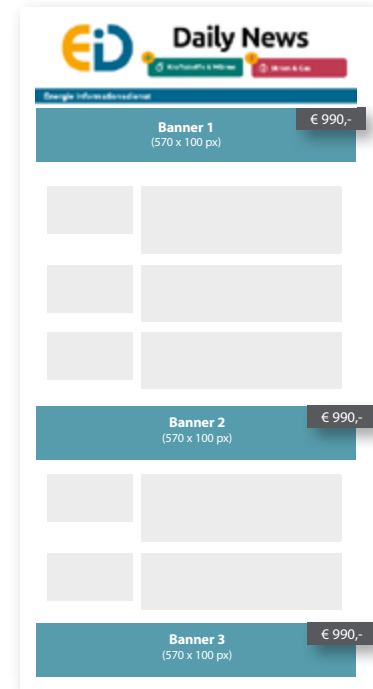 EiD
Daily News
Kraftstoffe & Wärme
Strom & Gas
Energie Informationsdienst
Banner 1
(570 x 100 px)
€ 990,-
Banner 2
(570 x 100 px)
€ 990,-
Banner 3
(570 x 100 px)
€ 990,-